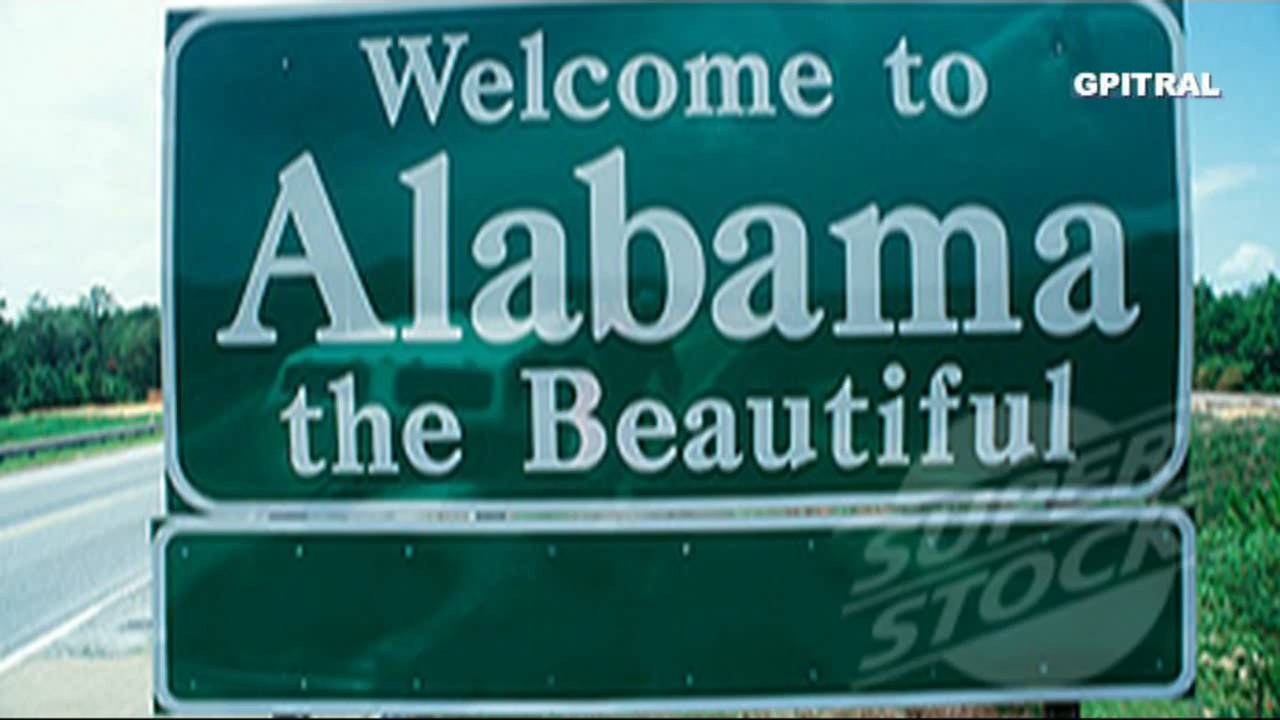 Welcome to
GPITRAL
Alabama
the Beautiful
SUPER
STOCK